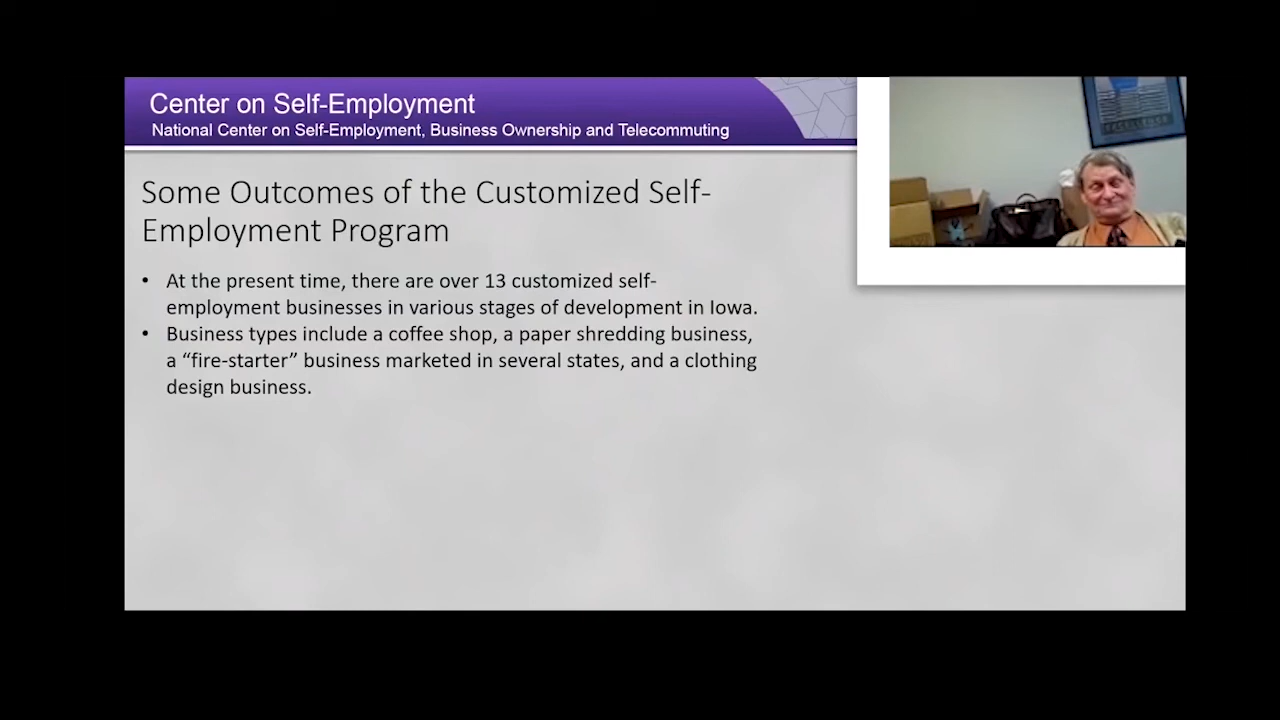 Center on Self-Employment
National Center on Self-Employment, Business Ownership and Telecommuting
Some Outcomes of the Customized Self-
Employment Program
• At the present time, there are over 13 customized self-
employment businesses in various stages of development in Iowa.
• Business types include a coffee shop, a paper shredding business,
a “fire-starter” business marketed in several states, and a clothing
design business.